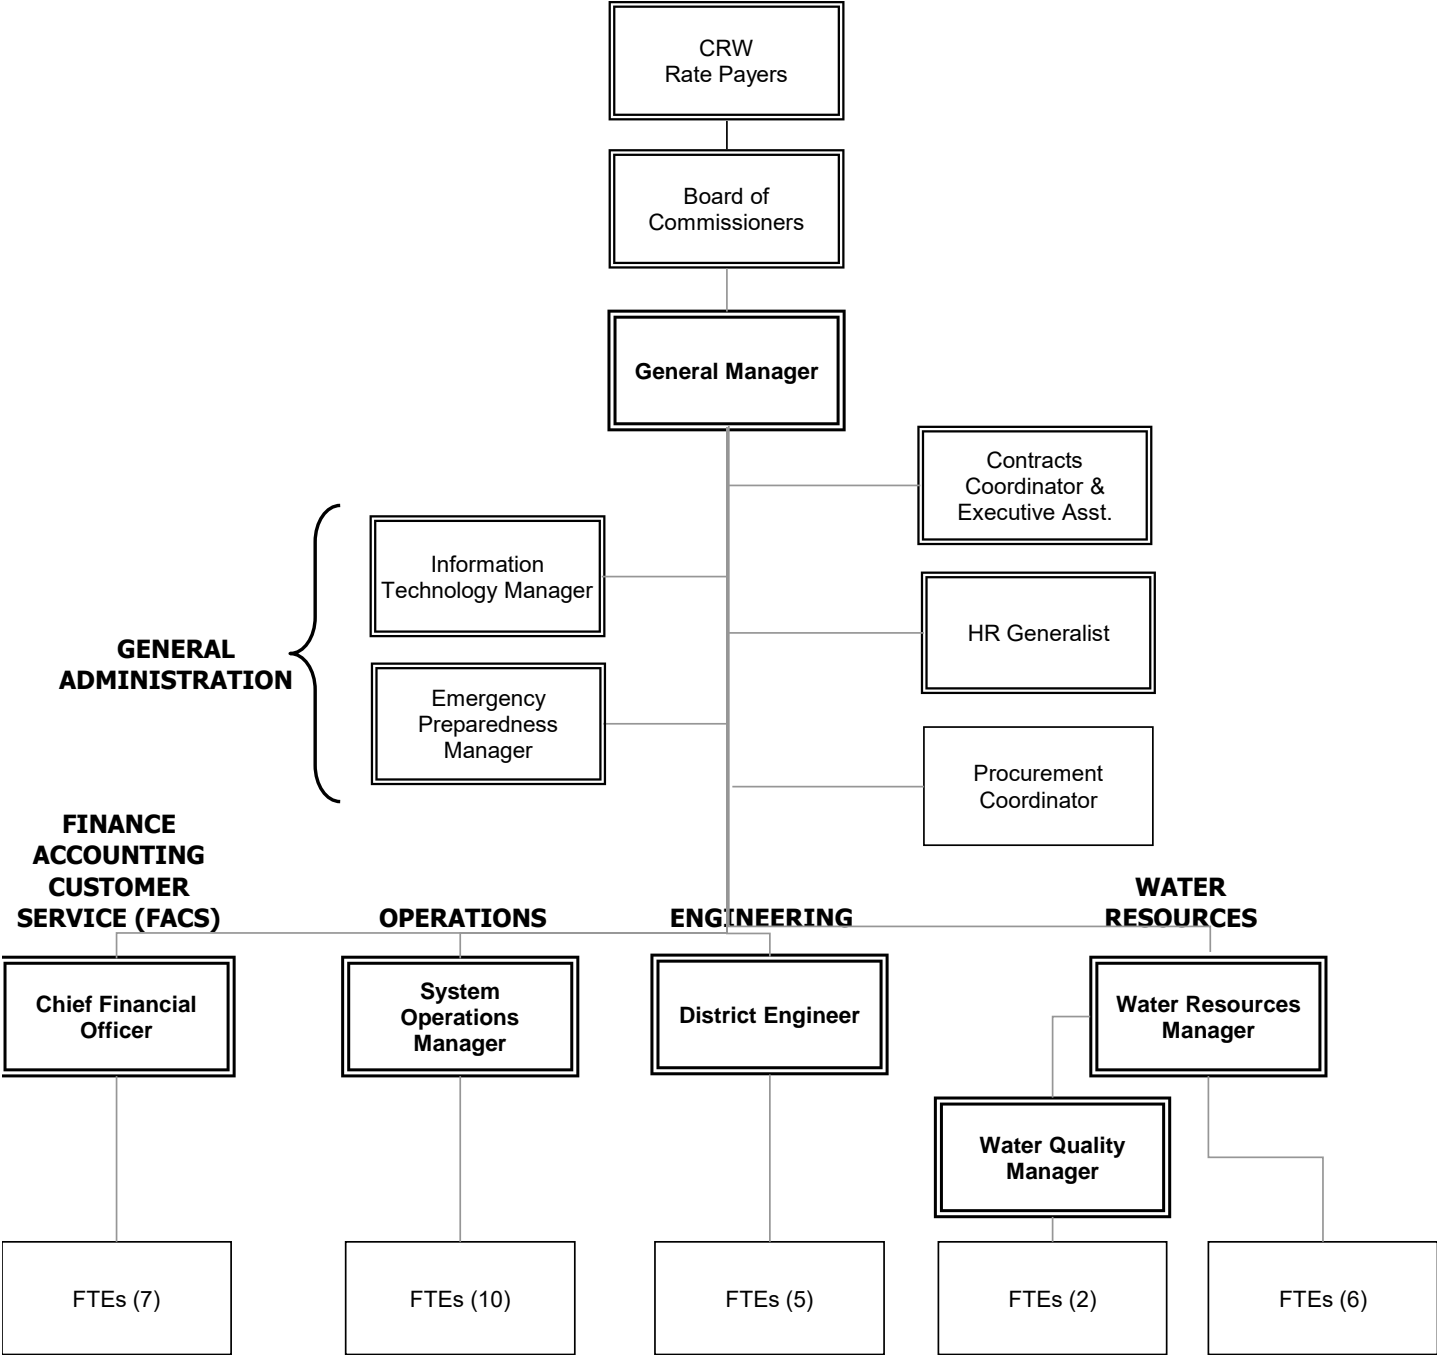 CRW
Rate Payers
Board of
Commissioners
General Manager
Contracts
Coordinator &
Executive Asst.
Information
Technology Manager
HR Generalist
GENERAL
ADMINISTRATION
Emergency
Preparedness
Manager
Procurement
Coordinator
FINANCE
ACCOUNTING
CUSTOMER
SERVICE (FACS)
OPERATIONS
ENGINEERING
WATER
RESOURCES
Chief Financial
Officer
System
Operations
Manager
District Engineer
Water Resources
Manager
Water Quality
Manager
FTEs (7)
FTEs (10)
FTEs (5)
FTEs (2)
FTEs (6)